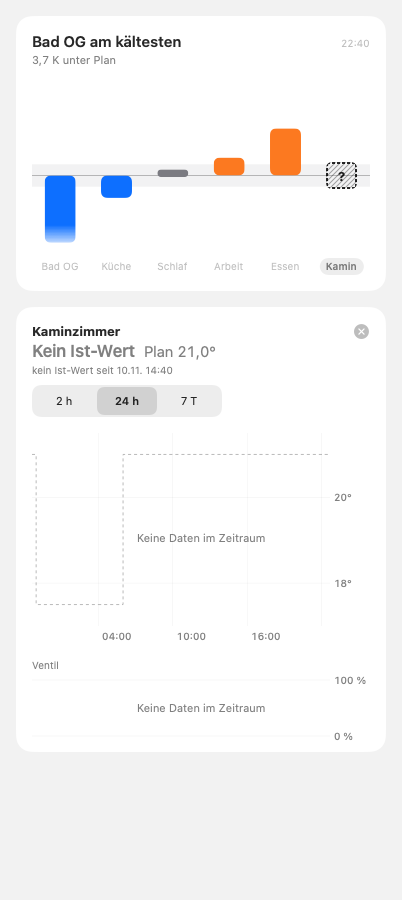 Bad OG am kältesten
22:40
3,7 K unter Plan
?
Bad OG Küche Schlaf Arbeit Essen Kamin
Kaminzimmer
Kein Ist-Wert Plan 21,0°
kein Ist-Wert seit 10.11. 14:40
2 h 24 h 7 T
20°
Keine Daten im Zeitraum
18°
04:00 10:00 16:00
Ventil
100 %
Keine Daten im Zeitraum
0 %